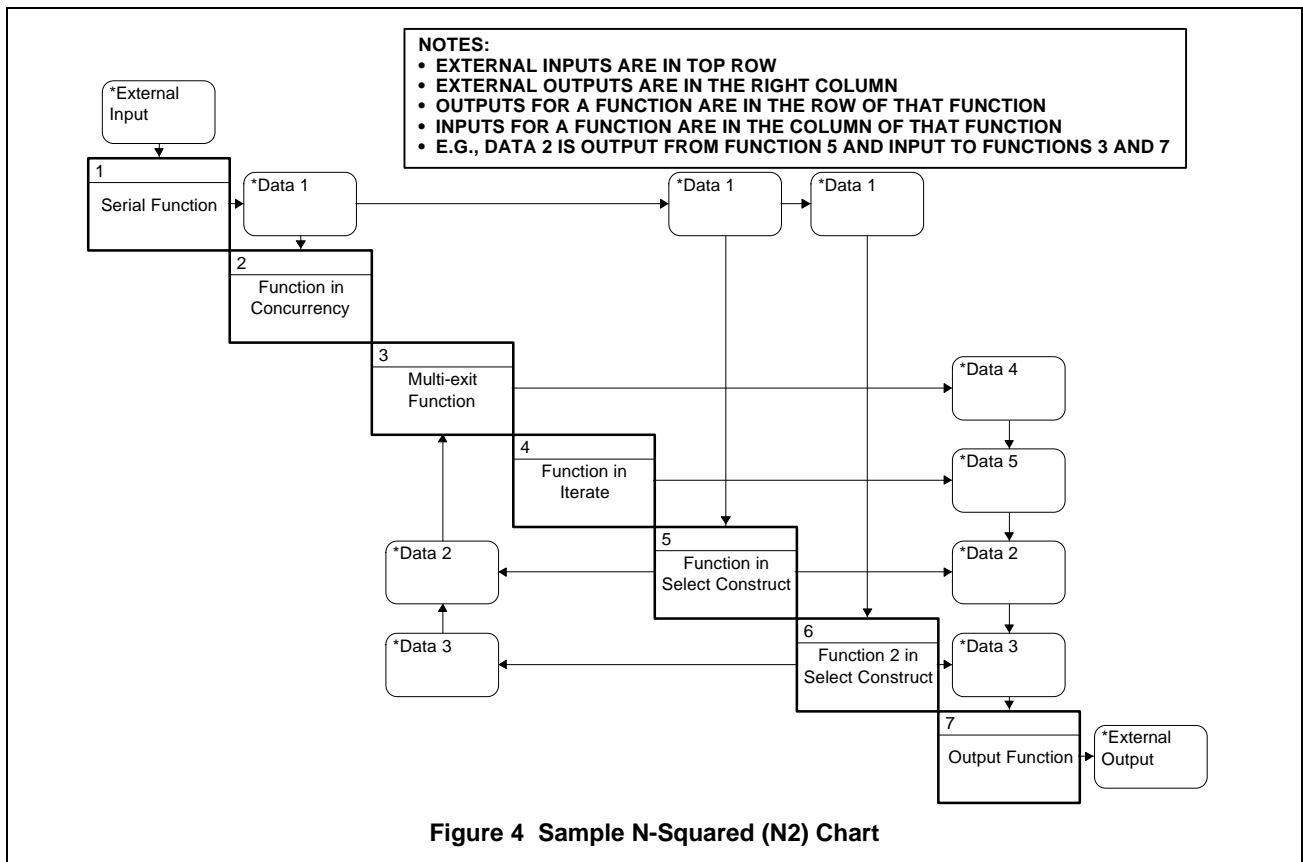 NOTES:
• EXTERNAL INPUTS ARE IN TOP ROW
• EXTERNAL OUTPUTS ARE IN THE RIGHT COLUMN
• OUTPUTS FOR A FUNCTION ARE IN THE ROW OF THAT FUNCTION
• INPUTS FOR A FUNCTION ARE IN THE COLUMN OF THAT FUNCTION
• E.G., DATA 2 IS OUTPUT FROM FUNCTION 5 AND INPUT TO FUNCTIONS 3 AND 7
*External
Input
1
Serial Function
*Data 1
*Data 1
*Data 1
2
Function in
Concurrency
3
Multi-exit
Function
*Data 4
4
Function in
Iterate
*Data 5
*Data 2
5
Function in
Select Construct
*Data 2
*Data 3
6
Function 2 in
Select Construct
*Data 3
7
Output Function
*External
Output
Figure 4 Sample N-Squared (N2) Chart